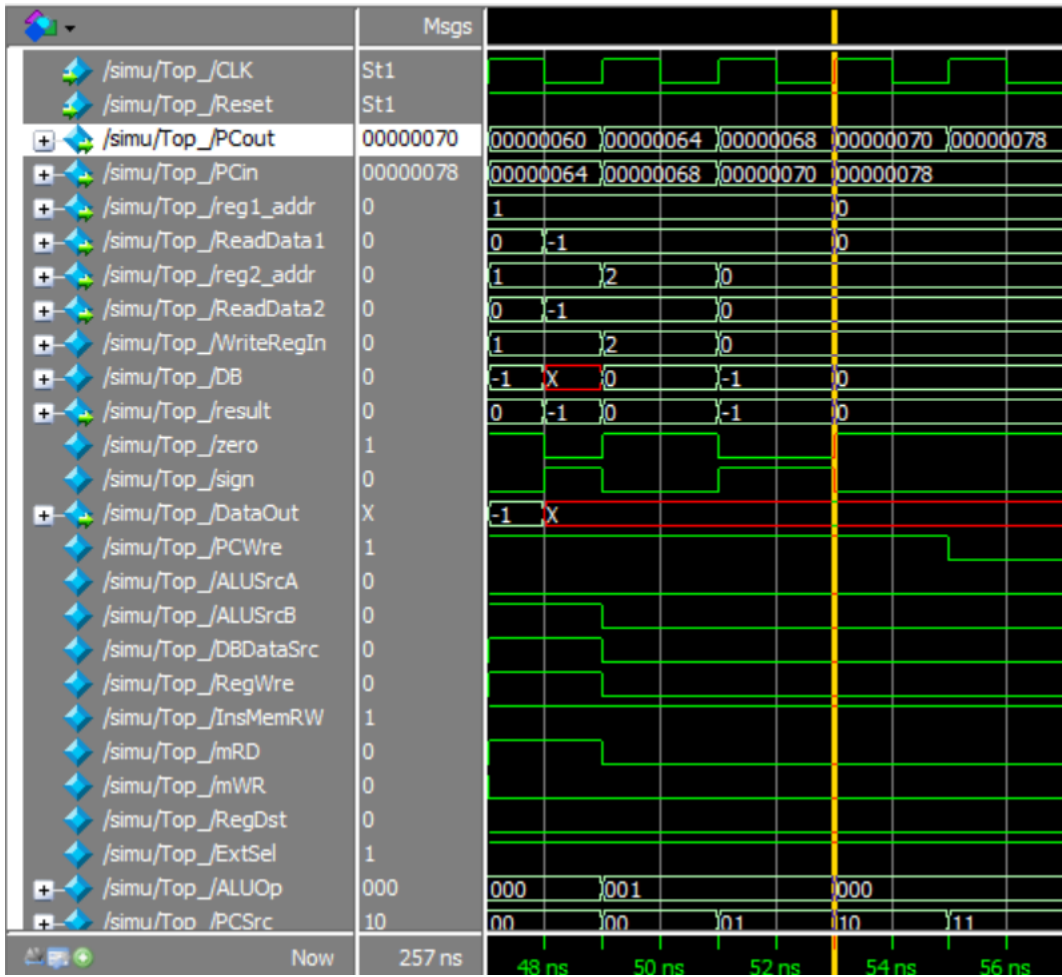 Msgs
/simu/Top_/CLK St1
/simu/Top_/Reset St1
/simu/Top_/PCout 00000070 00000060 00000064 00000068 00000070 00000078
/simu/Top_/PCin 00000078 00000064 00000068 00000070 00000078
/simu/Top_/reg1_addr 0 1 0
/simu/Top_/ReadData1 0 0 -1 0
/simu/Top_/reg2_addr 0 1 2 0
/simu/Top_/ReadData2 0 0 -1 0
/simu/Top_/WriteRegIn 0 1 2 0
/simu/Top_/DB 0 -1 X 0 -1 0
/simu/Top_/result 0 0 -1 0 -1 0
/simu/Top_/zero 1
/simu/Top_/sign 0
/simu/Top_/DataOut X -1 X
/simu/Top_/PCWre 1
/simu/Top_/ALUSrcA 0
/simu/Top_/ALUSrcB 0
/simu/Top_/DBDataSrc 0
/simu/Top_/RegWre 0
/simu/Top_/InsMemRW 1
/simu/Top_/mRD 0
/simu/Top_/mWR 0
/simu/Top_/RegDst 0
/simu/Top_/ExtSel 1
/simu/Top_/ALUOp 000 000 001 000
/simu/Top_/PCSrc 10 00 00 01 10 11
Now 257 ns 48 ns 50 ns 52 ns 54 ns 56 ns